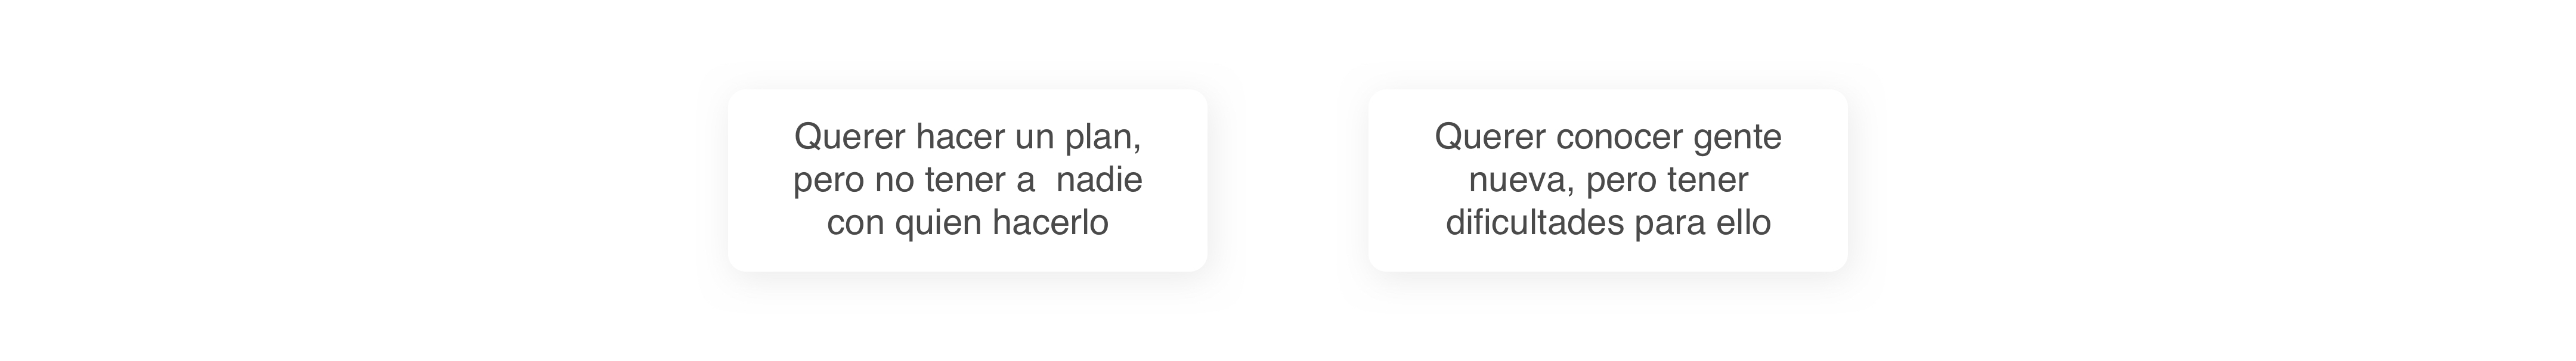 Querer hacer un plan,
pero no tener a  nadie
con quien hacerlo
Querer conocer gente
nueva, pero tener
dificultades para ello